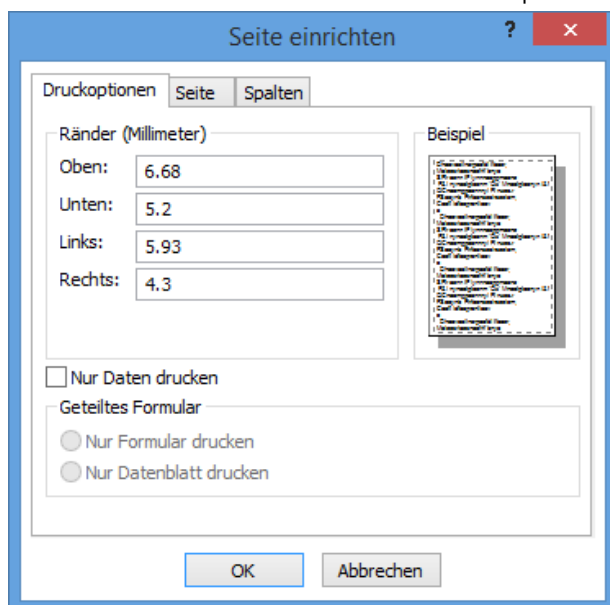 Seite einrichten
?
×
Druckoptionen Seite Spalten
Ränder (Millimeter)
Oben: 6.68
Unten: 5.2
Links: 5.93
Rechts: 4.3
Beispiel
Nur Daten drucken
Geteiltes Formular
Nur Formular drucken
Nur Datenblatt drucken
OK Abbrechen